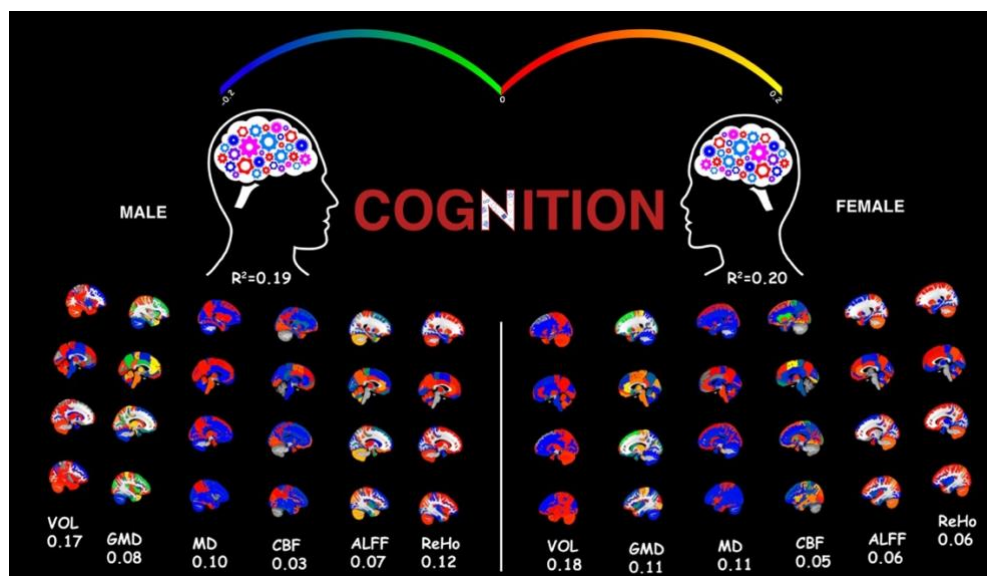 -0.2
0
0.2
MALE
COGNITION
FEMALE
R²=0.19
R²=0.20
VOL
0.17
GMD
0.08
MD
0.10
CBF
0.03
ALFF
0.07
ReHo
0.12
VOL
0.18
GMD
0.11
MD
0.11
CBF
0.05
ALFF
0.06
ReHo
0.06